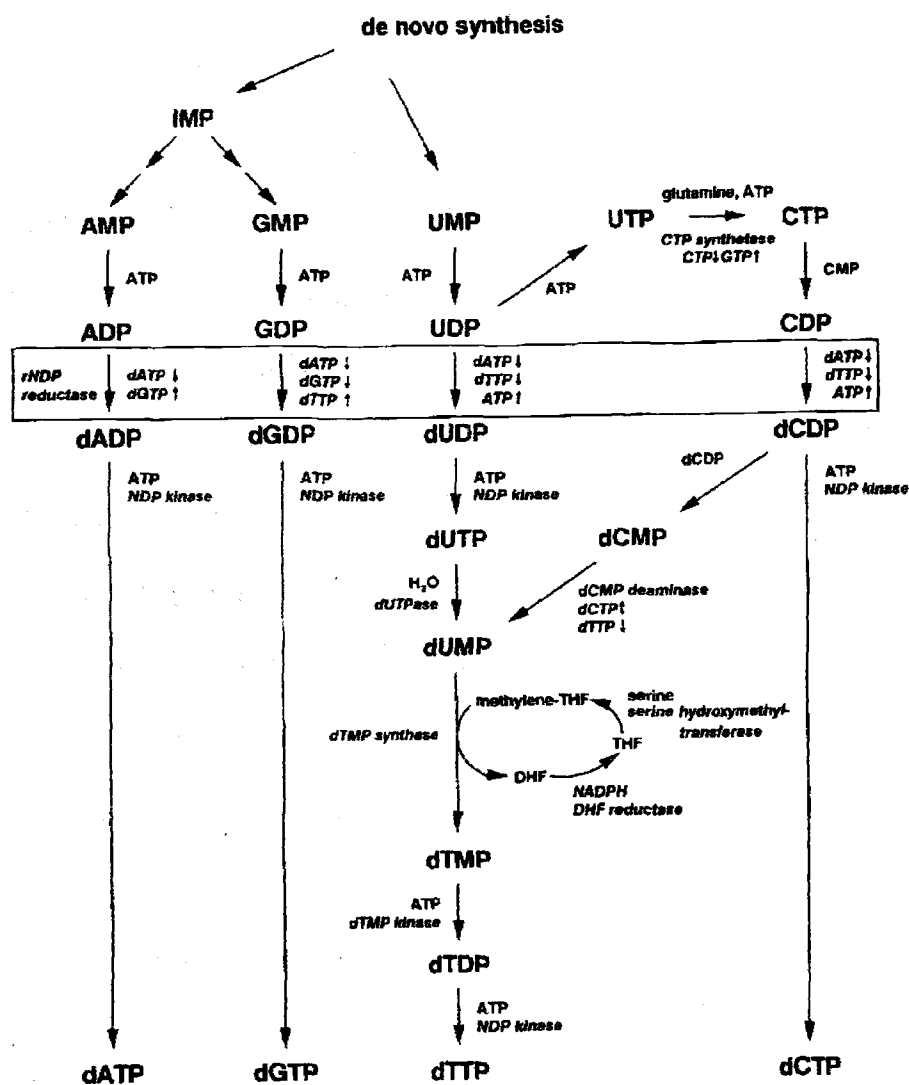 de novo synthesis
IMP
AMP GMP UMP UTP glutamine, ATP CTP
CTP synthetase
CTP↓GTP↑
ATP ATP ATP ATP CMP
ADP GDP UDP CDP
rNDP
reductase
dATP ↓
dGTP ↑
dATP ↓
dGTP ↓
dTTP ↑
dATP↓
dTTP↓
ATP↑
dATP↓
dTTP↓
ATP↑
dADP dGDP dUDP dCDP
ATP
NDP kinase
ATP
NDP kinase
ATP
NDP kinase
dCDP
ATP
NDP kinase
dUTP dCMP
H₂O
dUTPase
dCMP deaminase
dCTP↑
dTTP ↓
dUMP
methylene-THF
serine
serine hydroxymethyl-
transferase
dTMP synthase
THF
DHF
NADPH
DHF reductase
dTMP
ATP
dTMP kinase
dTDP
ATP
NDP kinase
dATP dGTP dTTP dCTP